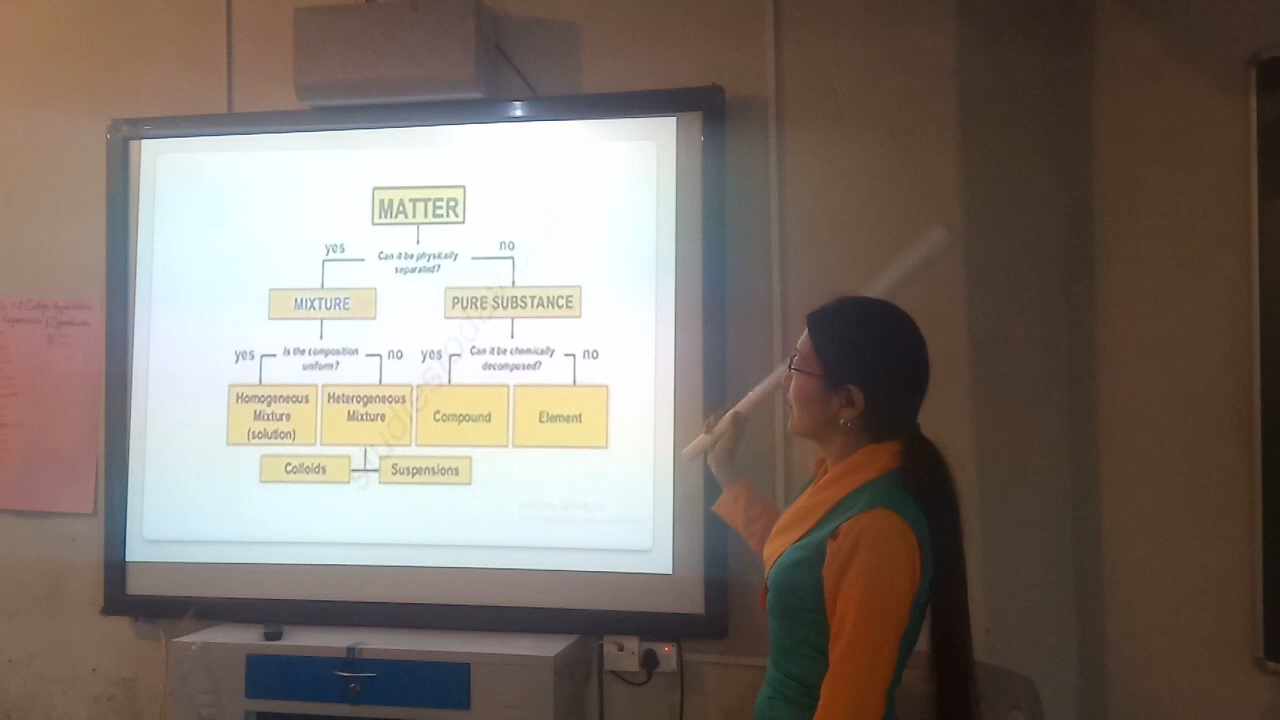 MATTER
yes
no
Can it be physically
separated?
MIXTURE
PURE SUBSTANCE
yes
Is the composition
uniform?
no
yes
Can it be chemically
decomposed?
no
Homogeneous
Mixture
(solution)
Heterogeneous
Mixture
Compound
Element
Colloids
Suspensions